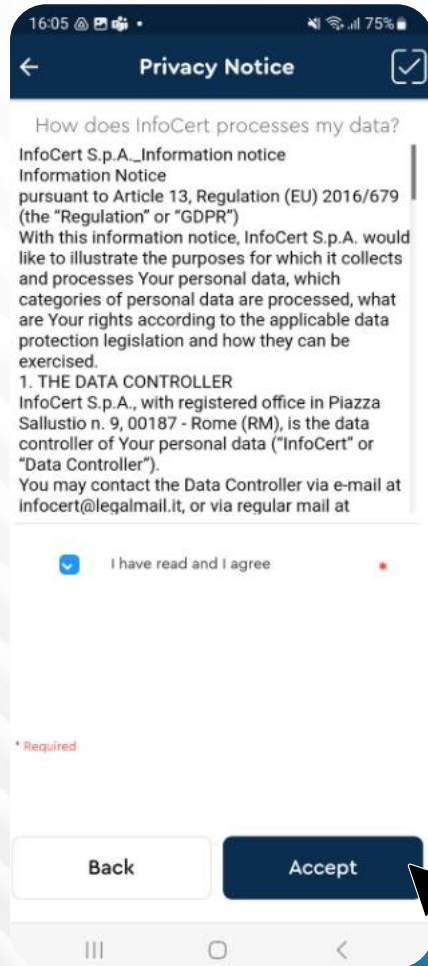 16:05 75%
Privacy Notice
How does InfoCert processes my data?
InfoCert S.p.A._Information notice
Information Notice
pursuant to Article 13, Regulation (EU) 2016/679
(the “Regulation” or “GDPR”)
With this information notice, InfoCert S.p.A. would
like to illustrate the purposes for which it collects
and processes Your personal data, which
categories of personal data are processed, what
are Your rights according to the applicable data
protection legislation and how they can be
exercised.
1. THE DATA CONTROLLER
InfoCert S.p.A., with registered office in Piazza
Sallustio n. 9, 00187 - Rome (RM), is the data
controller of Your personal data (“InfoCert” or
“Data Controller”).
You may contact the Data Controller via e-mail at
infocert@legalmail.it, or via regular mail at
I have read and I agree *
* Required
Back Accept